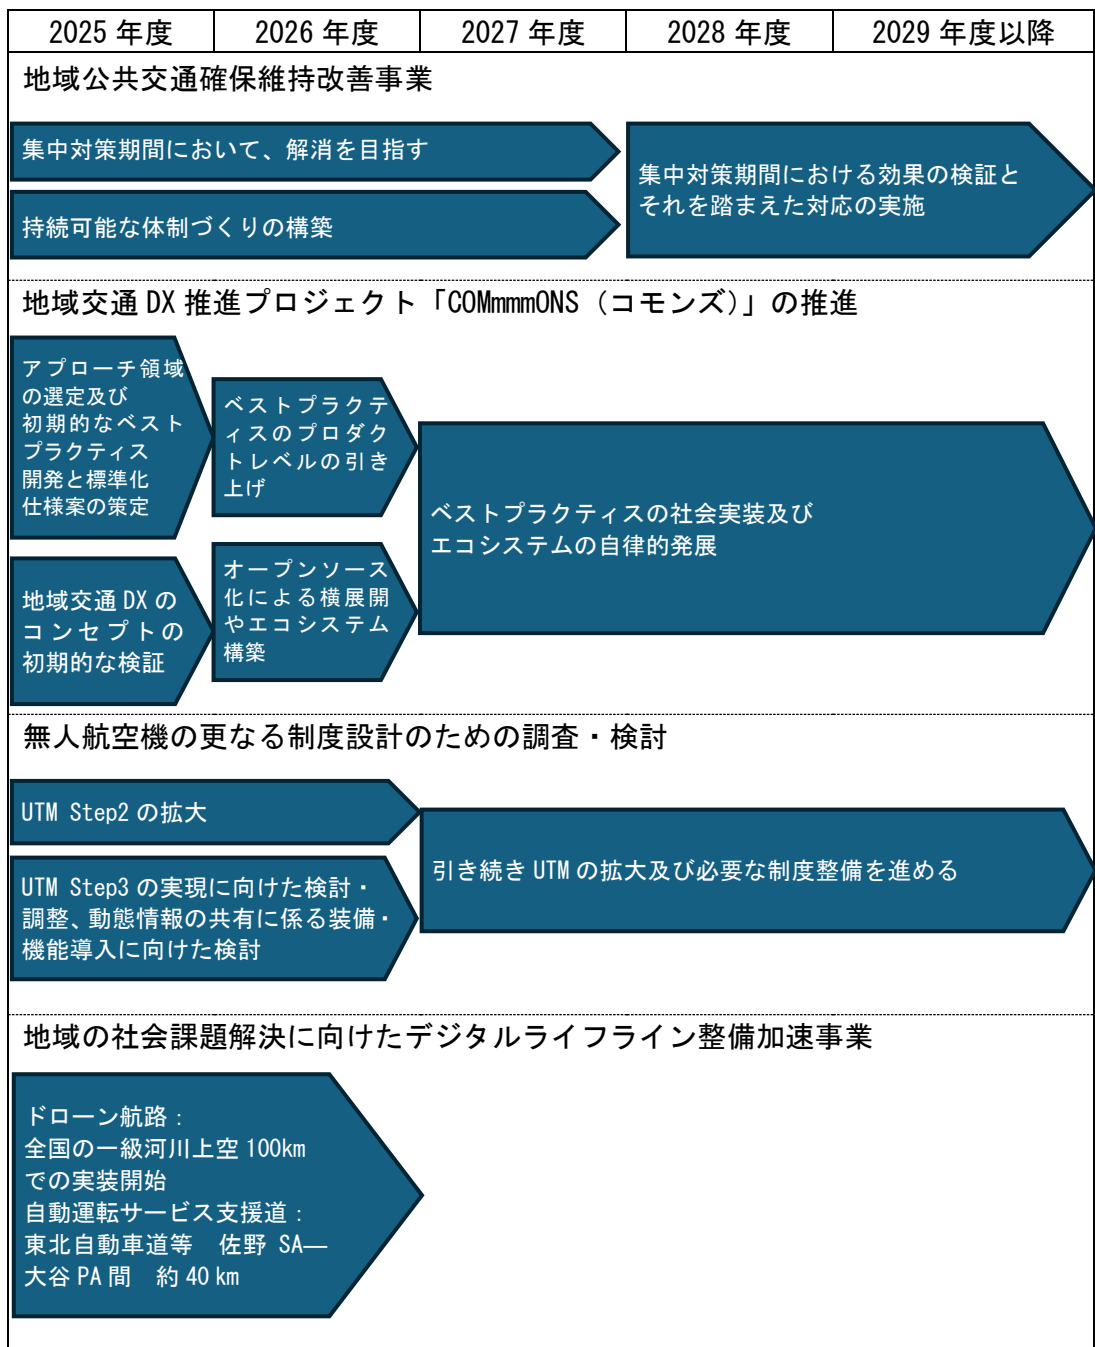 2025 年度
2026 年度
2027 年度
2028 年度
2029 年度以降
地域公共交通確保維持改善事業
集中対策期間において、解消を目指す
持続可能な体制づくりの構築
集中対策期間における効果の検証と
それを踏まえた対応の実施
地域交通 DX 推進プロジェクト「COMmmmONS（コモンズ）」の推進
アプローチ領域
の選定及び
初期的なベスト
プラクティス
開発と標準化
仕様案の策定
地域交通 DX の
コンセプトの
初期的な検証
ベストプラクテ
ィスのプロダク
トレベルの引き
上げ
オープンソース
化による横展開
やエコシステム
構築
ベストプラクティスの社会実装及び
エコシステムの自律的発展
無人航空機の更なる制度設計のための調査・検討
UTM Step2 の拡大
UTM Step3 の実現に向けた検討・
調整、動態情報の共有に係る装備・
機能導入に向けた検討
引き続き UTM の拡大及び必要な制度整備を進める
地域の社会課題解決に向けたデジタルライフライン整備加速事業
ドローン航路：
全国の一級河川上空 100km
での実装開始
自動運転サービス支援道：
東北自動車道等　佐野 SA―
大谷 PA 間　約 40 km